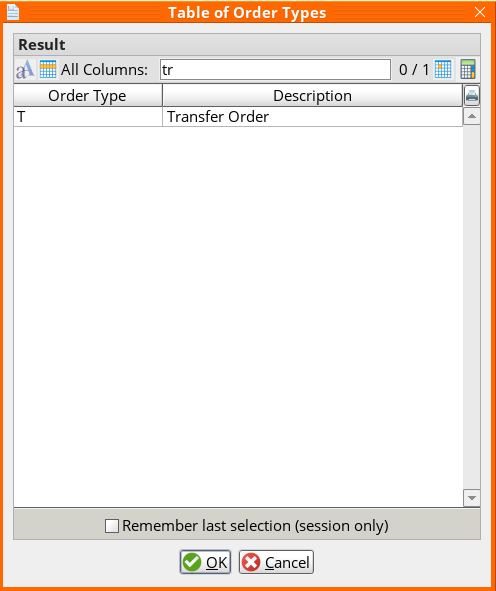 Table of Order Types
Result
All Columns: tr 0 / 1
Order Type Description
T Transfer Order
Remember last selection (session only)
OK Cancel